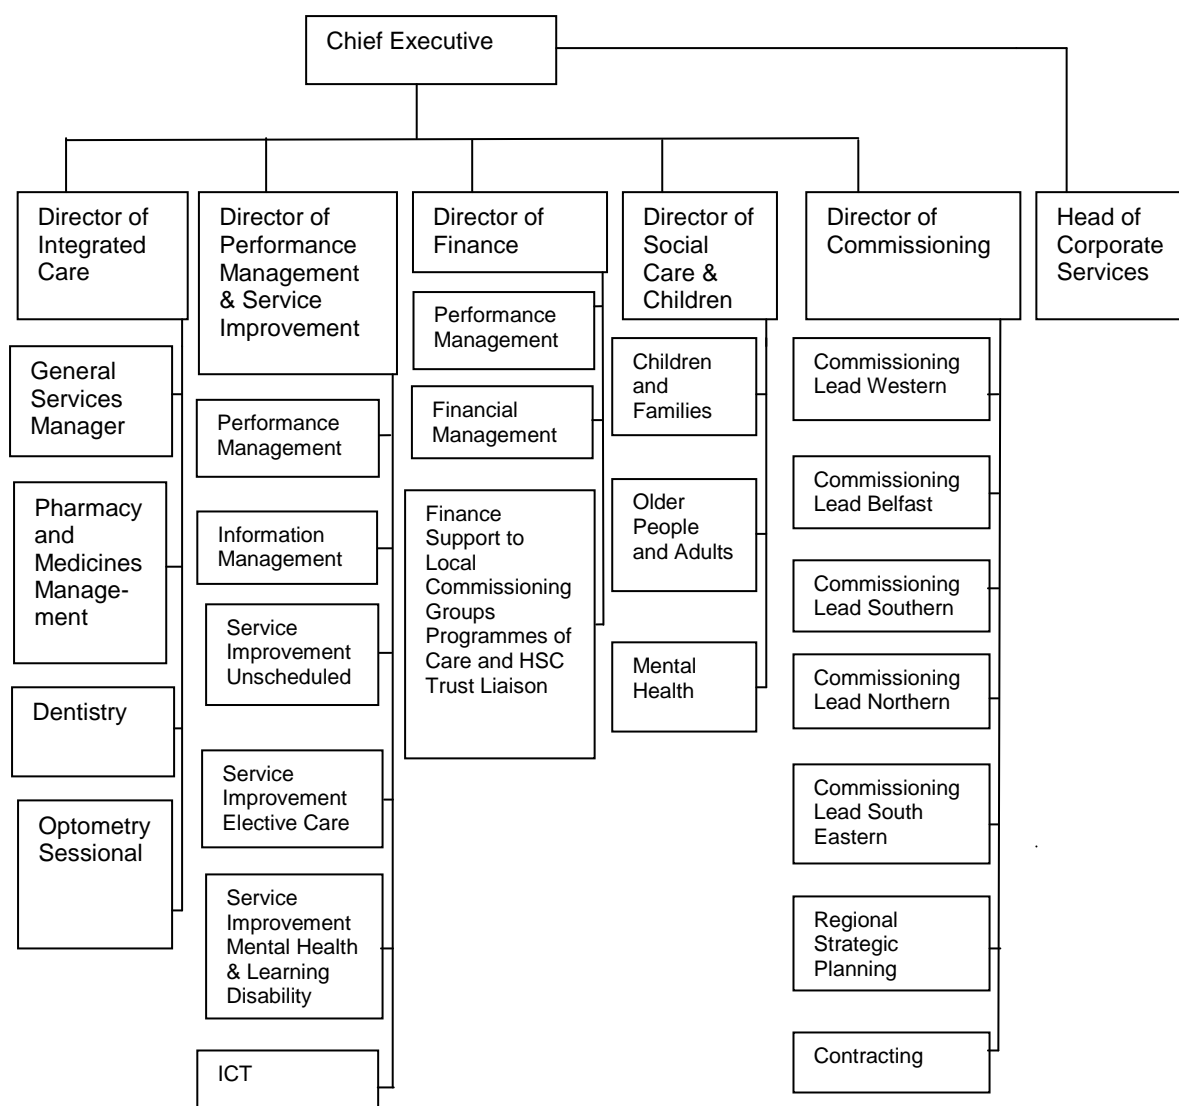 Chief Executive
Director of
Integrated
Care
Director of
Performance
Management
& Service
Improvement
Director of
Finance
Director of
Social
Care &
Children
Director of
Commissioning
Head of
Corporate
Services
General
Services
Manager
Pharmacy
and
Medicines
Manage-
ment
Dentistry
Optometry
Sessional
Performance
Management
Information
Management
Service
Improvement
Unscheduled
Service
Improvement
Elective Care
Service
Improvement
Mental Health
& Learning
Disability
ICT
Performance
Management
Financial
Management
Finance
Support to
Local
Commissioning
Groups
Programmes of
Care and HSC
Trust Liaison
Children
and
Families
Older
People
and Adults
Mental
Health
Commissioning
Lead Western
Commissioning
Lead Belfast
Commissioning
Lead Southern
Commissioning
Lead Northern
Commissioning
Lead South
Eastern
Regional
Strategic
Planning
Contracting